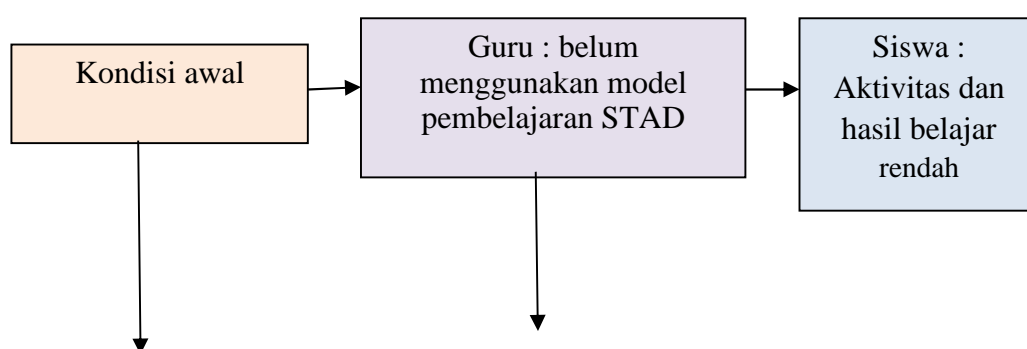 Kondisi awal
Guru : belum
menggunakan model
pembelajaran STAD
Siswa :
Aktivitas dan
hasil belajar
rendah